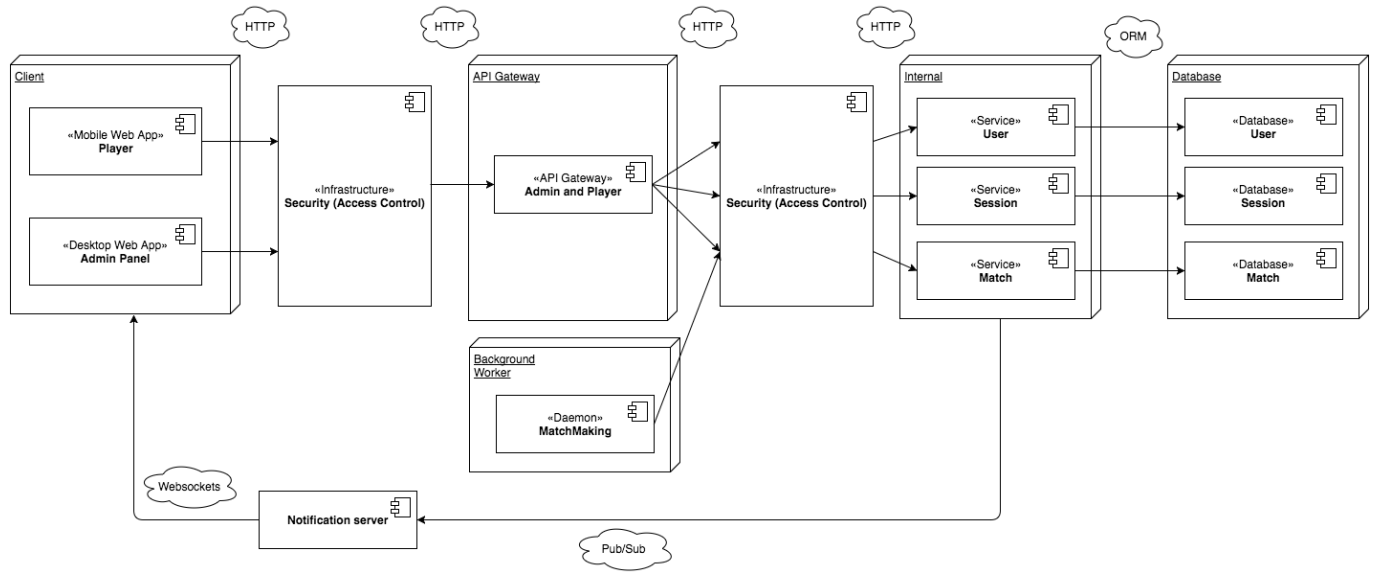 HTTP
HTTP
HTTP
HTTP
ORM
Client
«Mobile Web App»
Player
«Desktop Web App»
Admin Panel
«Infrastructure»
Security (Access Control)
API Gateway
«API Gateway»
Admin and Player
Background
Worker
«Daemon»
MatchMaking
«Infrastructure»
Security (Access Control)
Internal
«Service»
User
«Service»
Session
«Service»
Match
Database
«Database»
User
«Database»
Session
«Database»
Match
Websockets
Notification server
Pub/Sub